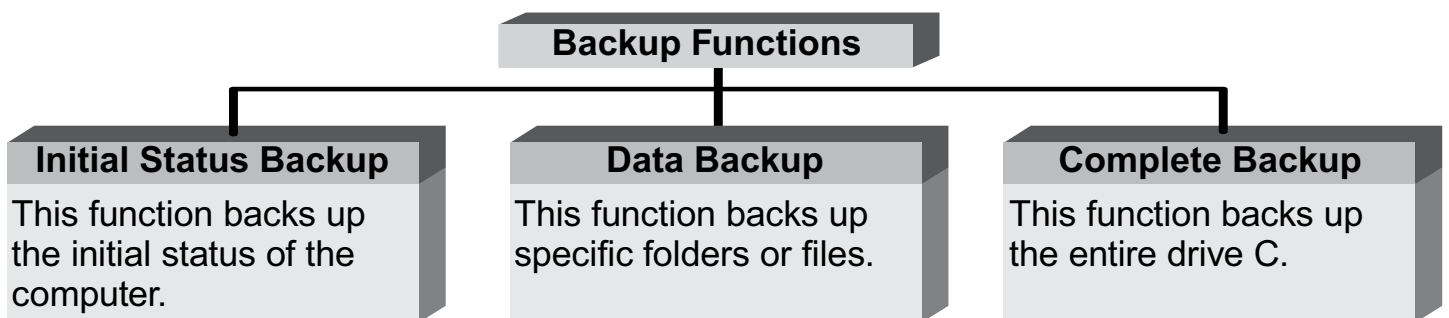 Backup Functions
Initial Status Backup
This function backs up
the initial status of the
computer.
Data Backup
This function backs up
specific folders or files.
Complete Backup
This function backs up
the entire drive C.